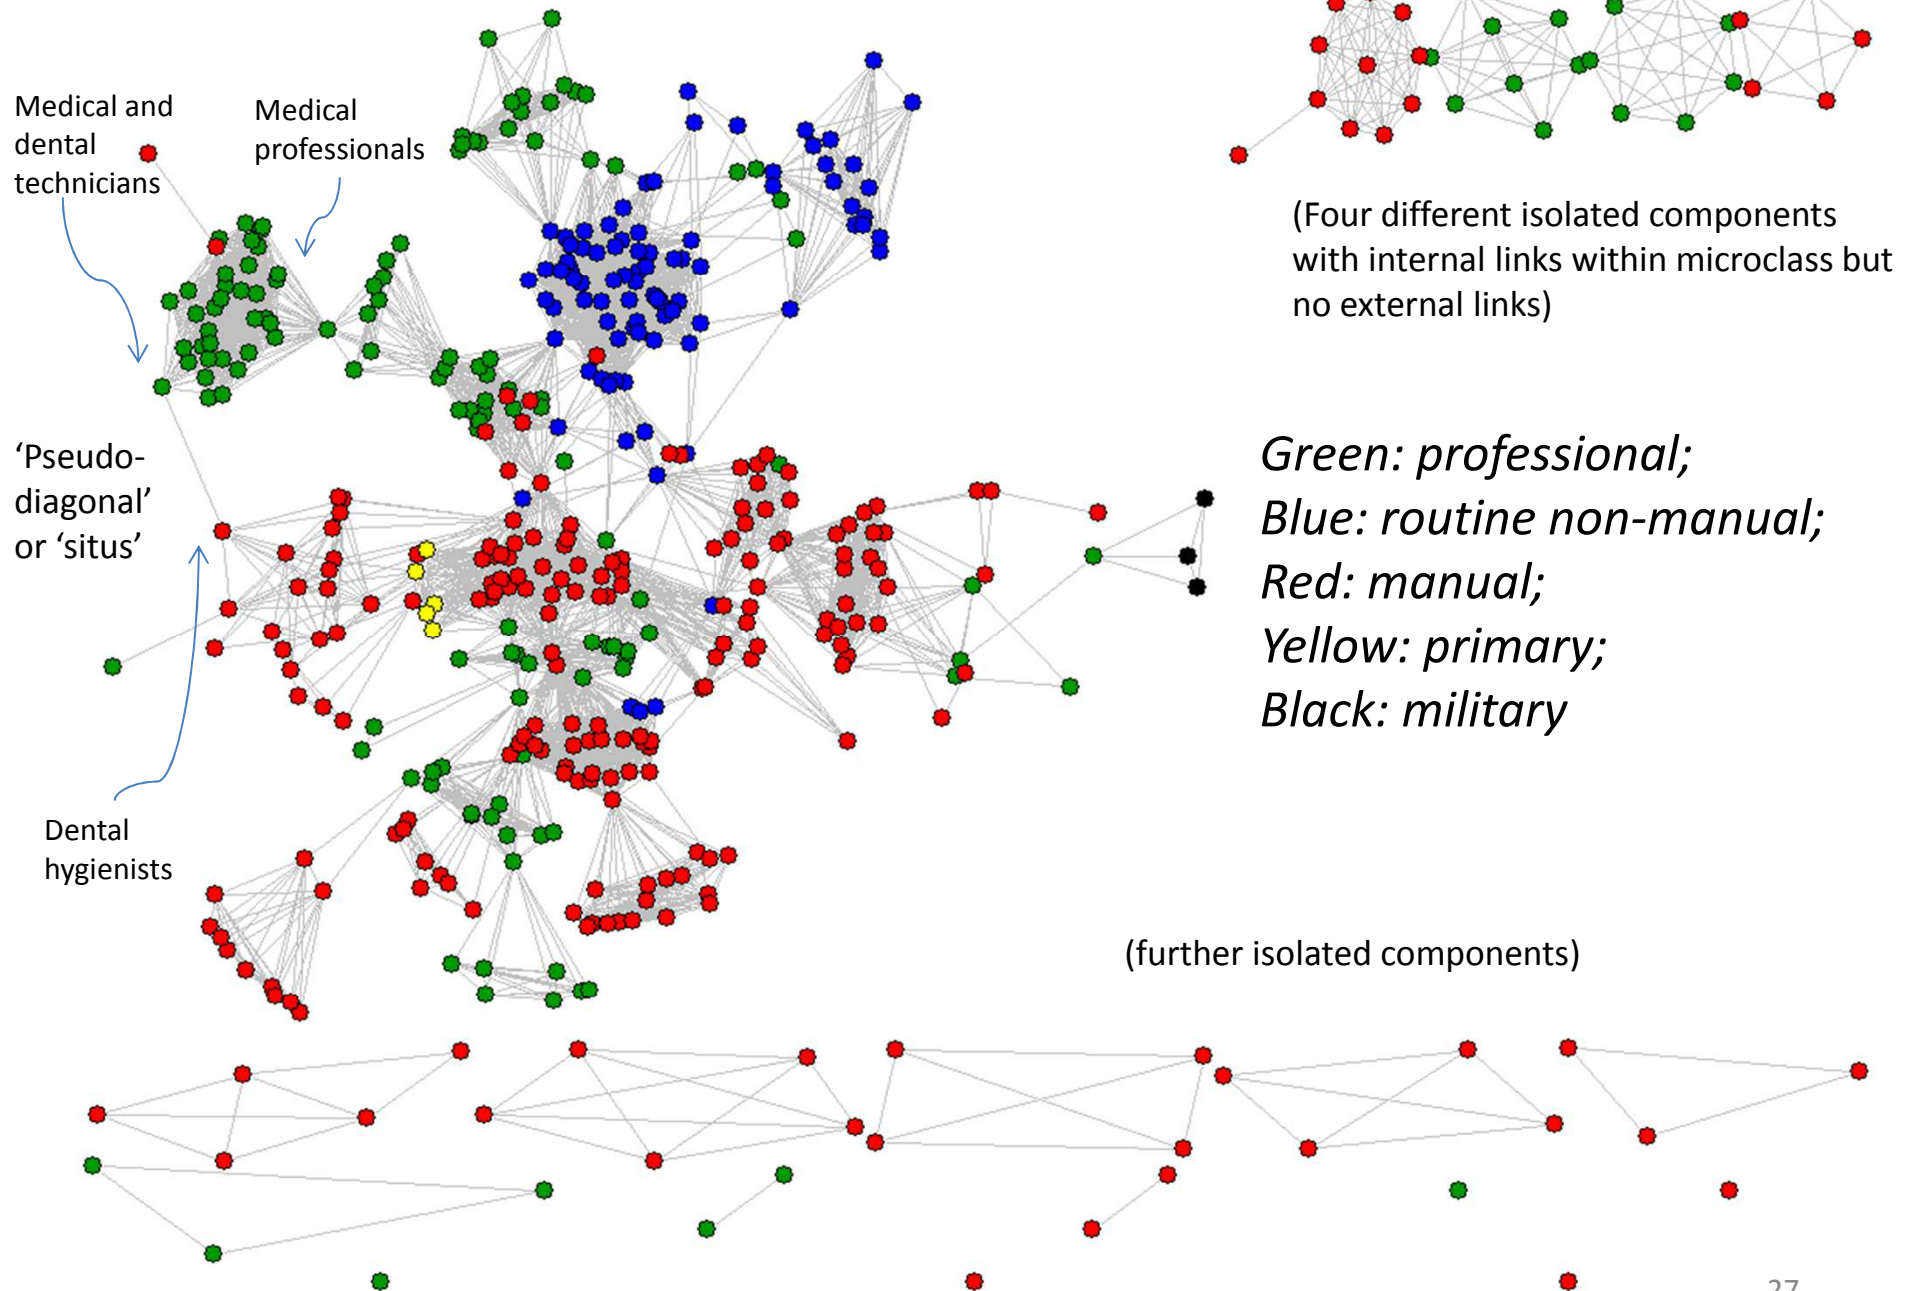 Medical and
dental
technicians
Medical
professionals
(Four different isolated components
with internal links within microclass but
no external links)
‘Pseudo-
diagonal’
or ‘situs’
Green: professional;
Blue: routine non-manual;
Red: manual;
Yellow: primary;
Black: military
Dental
hygienists
(further isolated components)
27